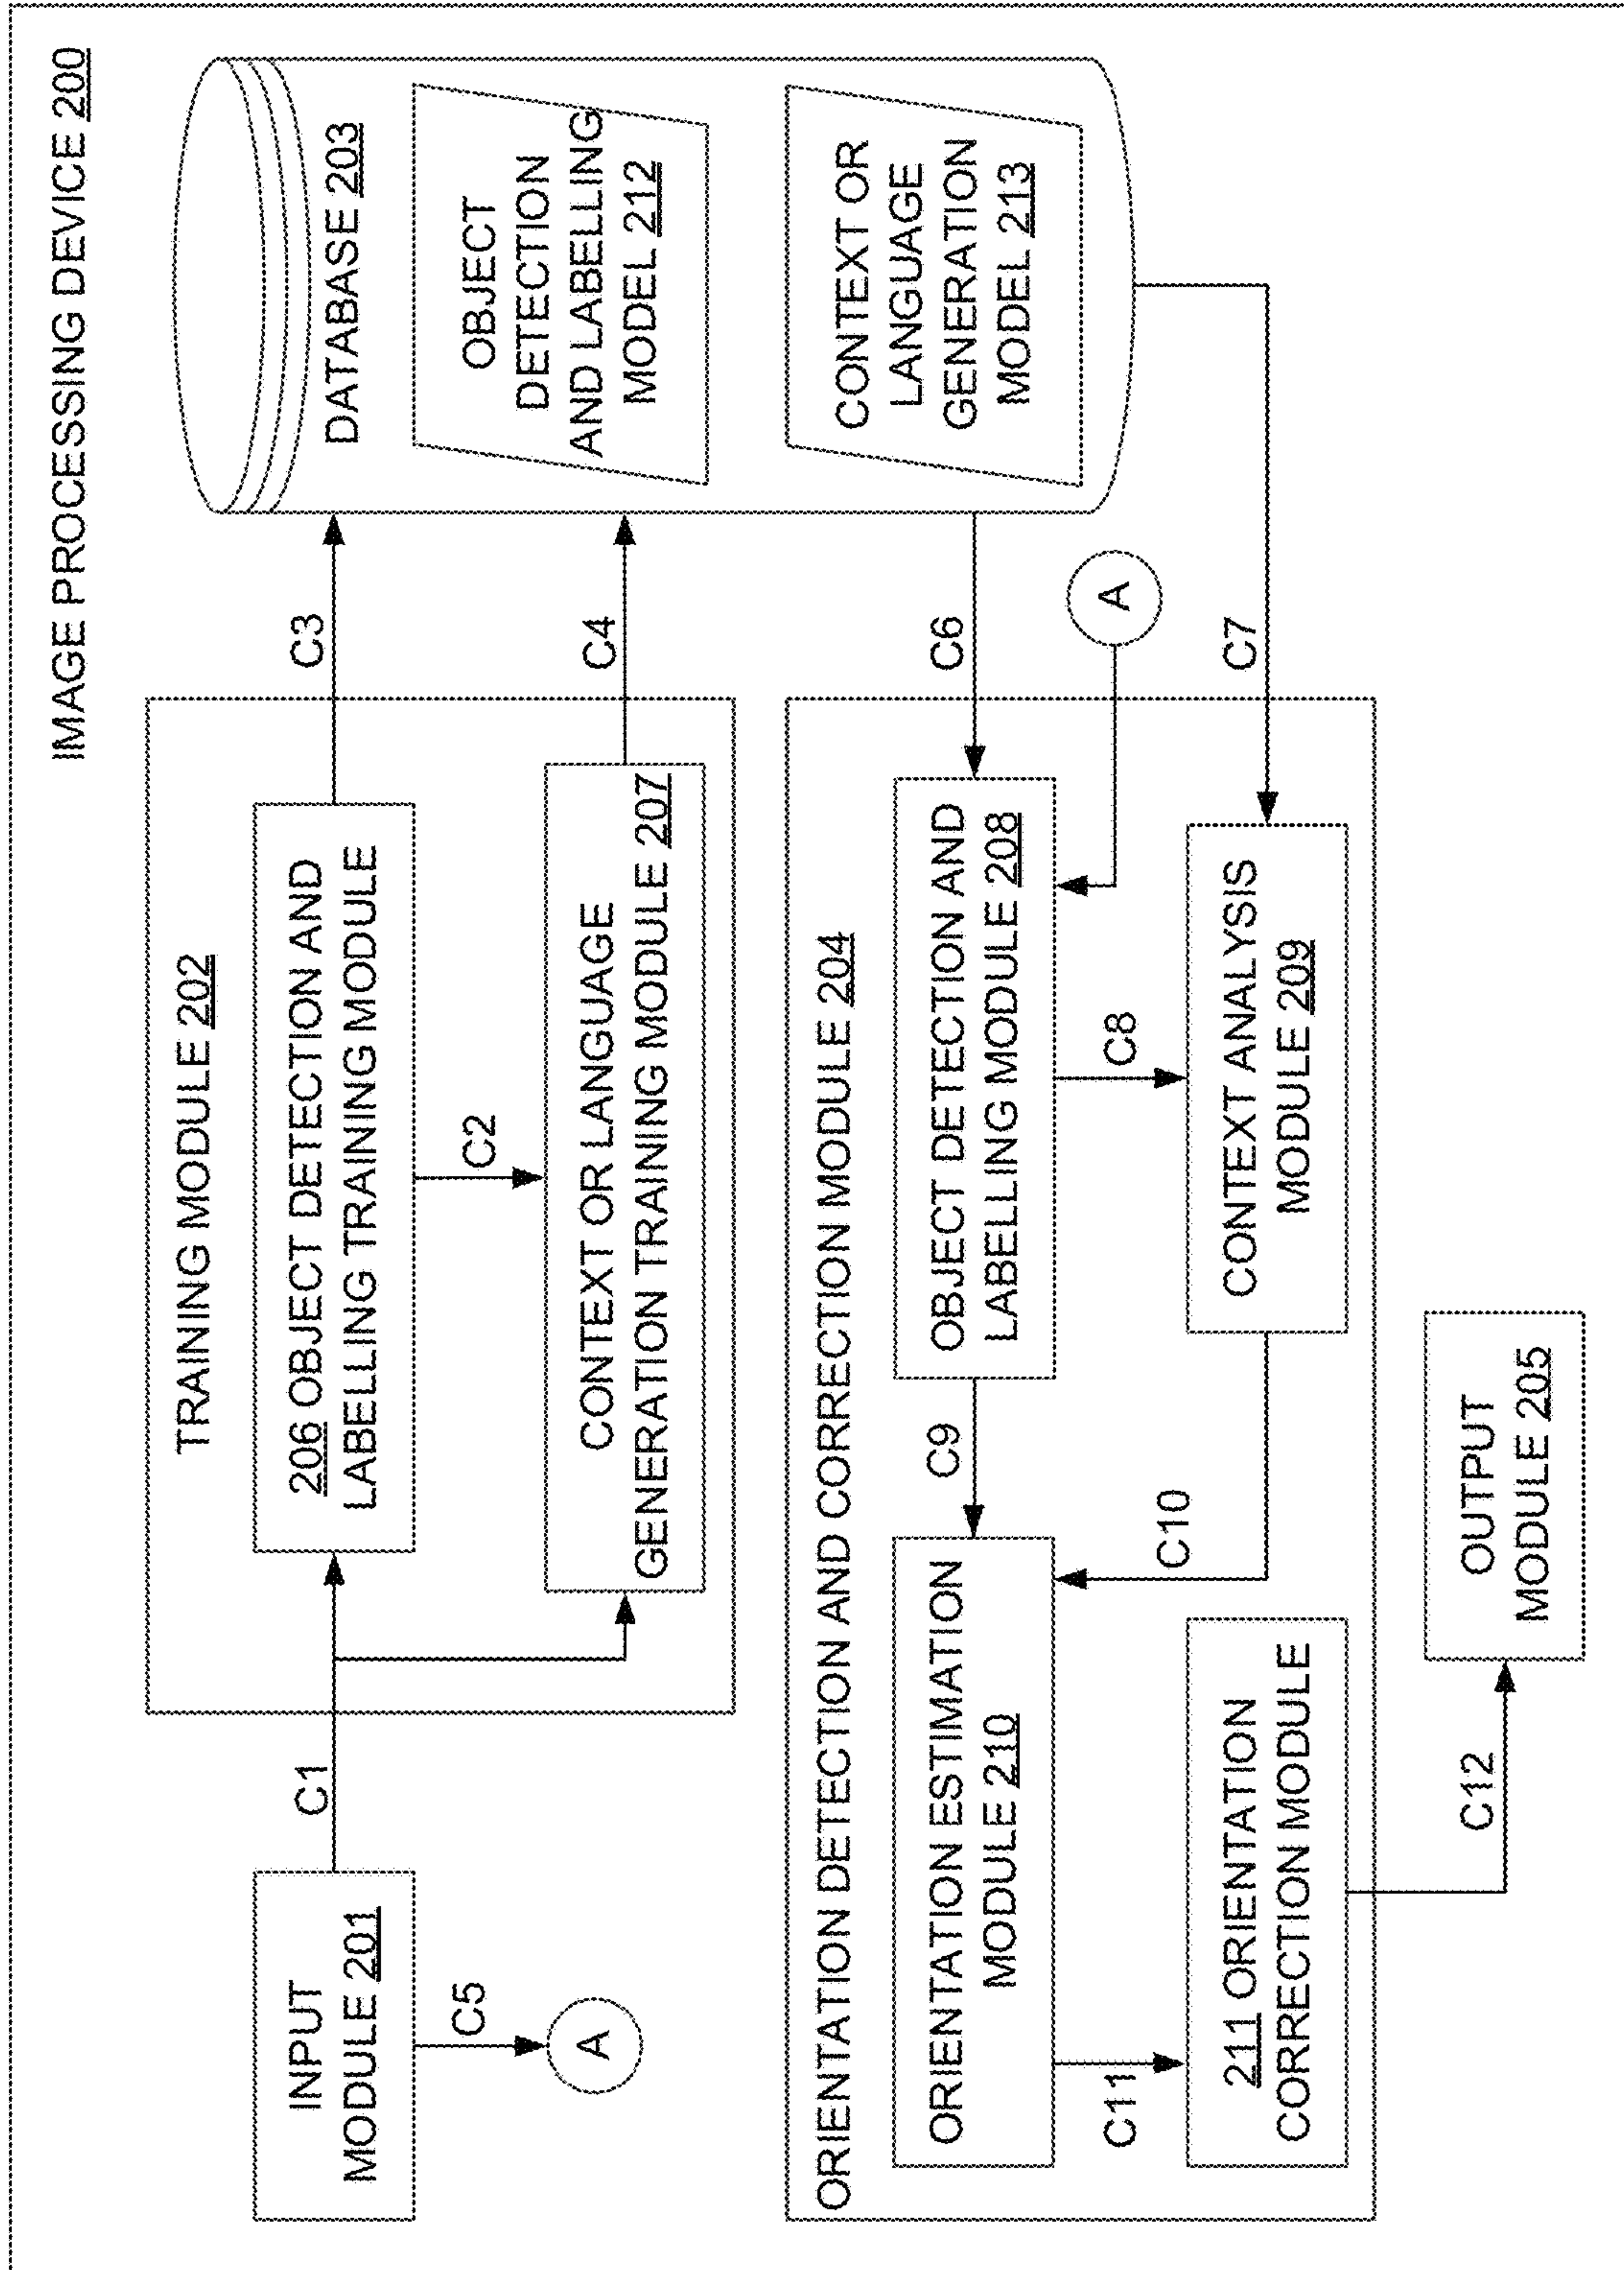 IMAGE PROCESSING DEVICE 200
INPUT
MODULE 201
C1
C5
A
TRAINING MODULE 202
206 OBJECT DETECTION AND
LABELLING TRAINING MODULE
C2
CONTEXT OR LANGUAGE
GENERATION TRAINING MODULE 207
C3
C4
DATABASE 203
OBJECT
DETECTION
AND LABELLING
MODEL 212
CONTEXT OR
LANGUAGE
GENERATION
MODEL 213
ORIENTATION DETECTION AND CORRECTION MODULE 204
ORIENTATION ESTIMATION
MODULE 210
C9
OBJECT DETECTION AND
LABELLING MODULE 208
C6
A
C11
C10
C8
C7
211 ORIENTATION
CORRECTION MODULE
CONTEXT ANALYSIS
MODULE 209
C12
OUTPUT
MODULE 205